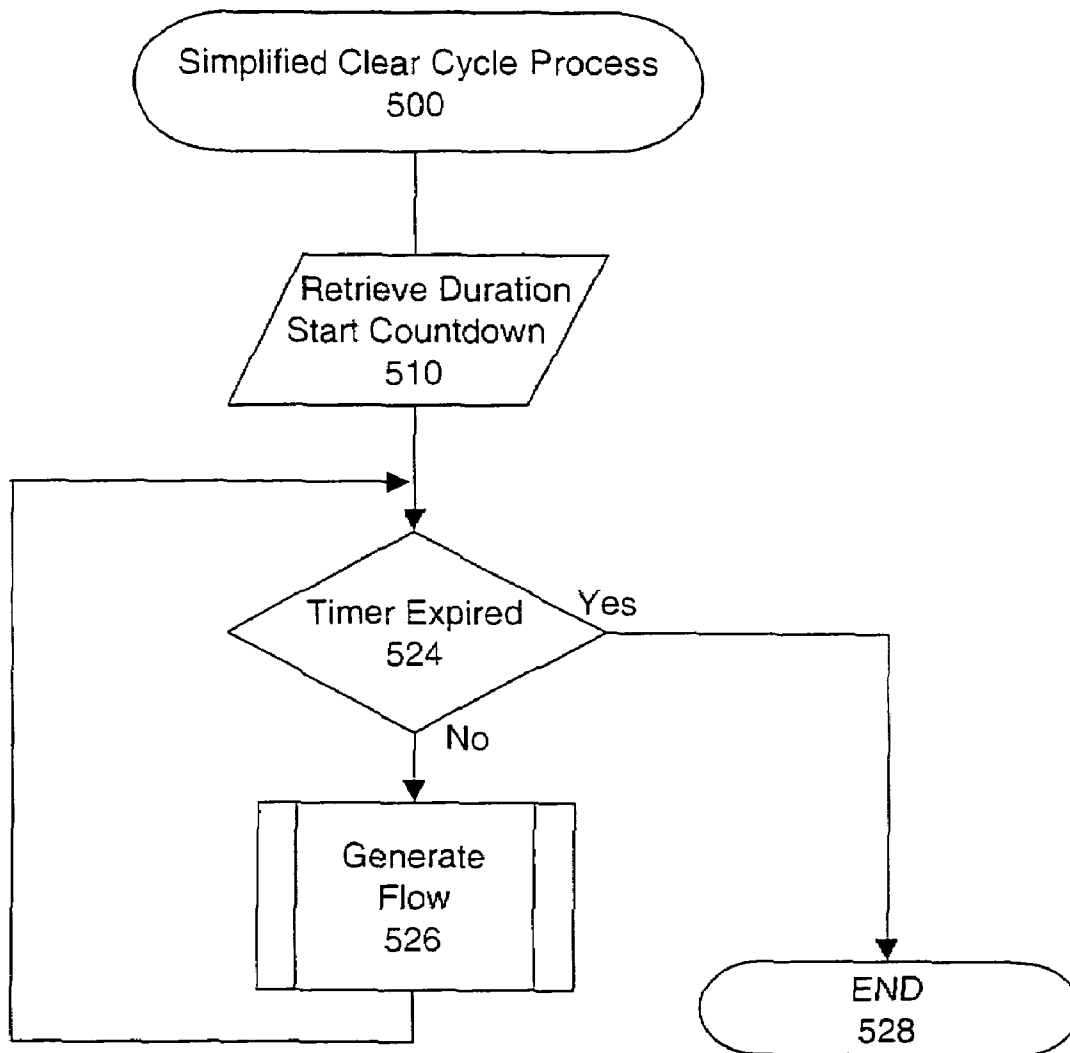 Simplified Clear Cycle Process
500
Retrieve Duration
Start Countdown
510
Timer Expired
524
Yes
No
Generate
Flow
526
END
528